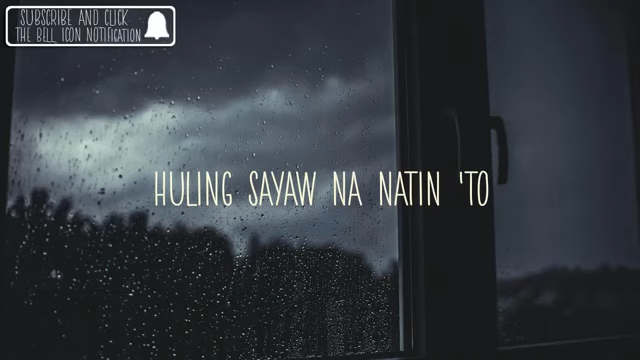 SUBSCRIBE AND CLICK
THE BELL ICON NOTIFICATION
HULING SAYAW NA NATIN 'TO